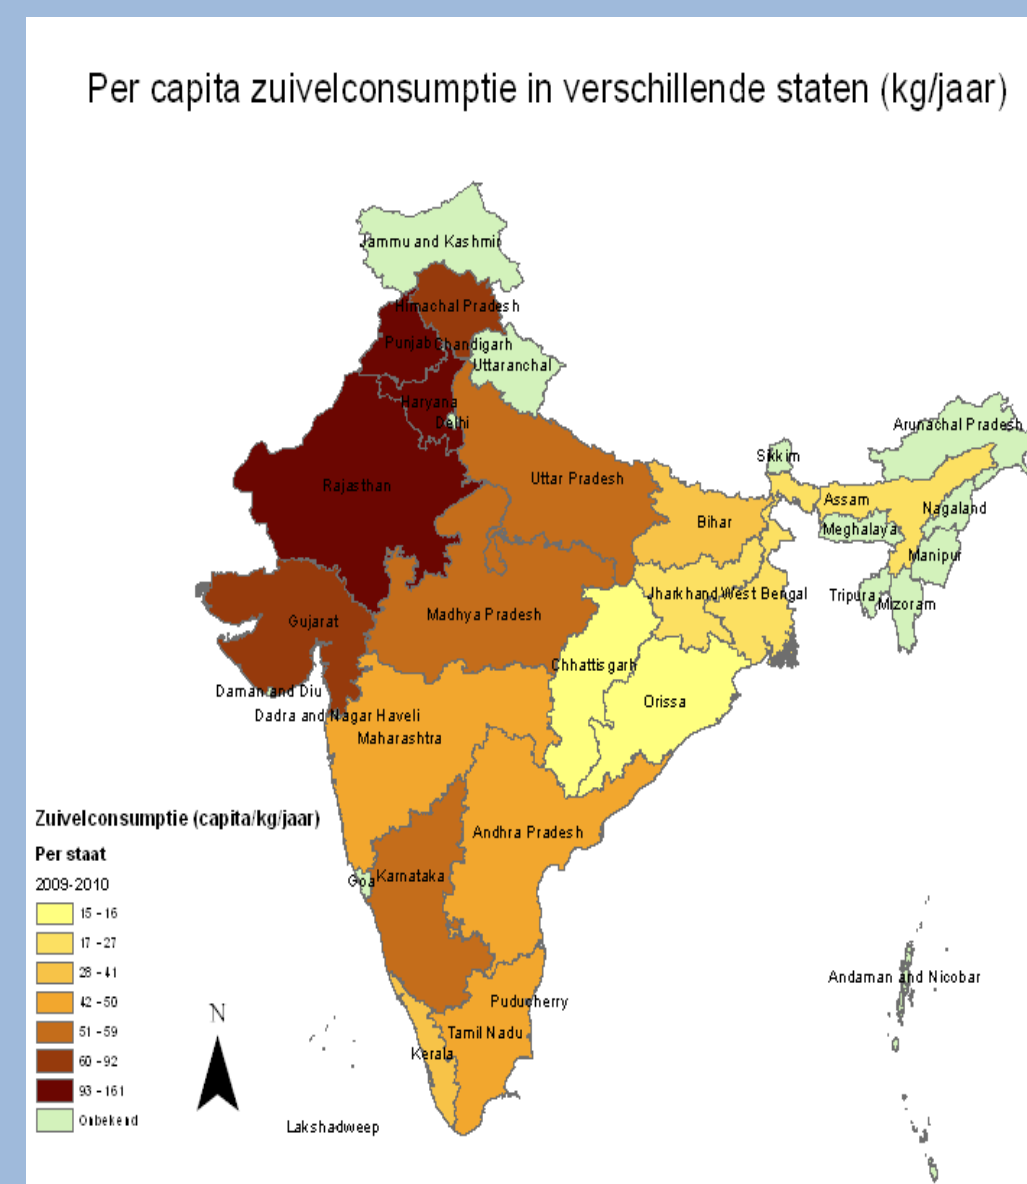 Per capita zuivelconsumptie in verschillende staten (kg/jaar)
Jammu and Kashmir
Himachal Pradesh
Punjab
Chandigarh
Uttaranchal
Haryana
Delhi
Arunachal Pradesh
Sikkim
Rajasthan
Uttar Pradesh
Assam
Nagaland
Bihar
Meghalaya
Manipur
Jharkhand
West Bengal
Tripura
Mizoram
Gujarat
Madhya Pradesh
Chhattisgarh
Daman and Diu
Orissa
Dadra and Nagar Haveli
Maharashtra
Andhra Pradesh
Goa
Karnataka
Andaman and Nicobar
Puducherry
Tamil Nadu
Kerala
Lakshadweep
Zuivelconsumptie (capita/kg/jaar)
Per staat
2009-2010
15 - 16
17 - 27
28 - 41
42 - 50
51 - 59
60 - 92
93 - 161
Onbekend
N